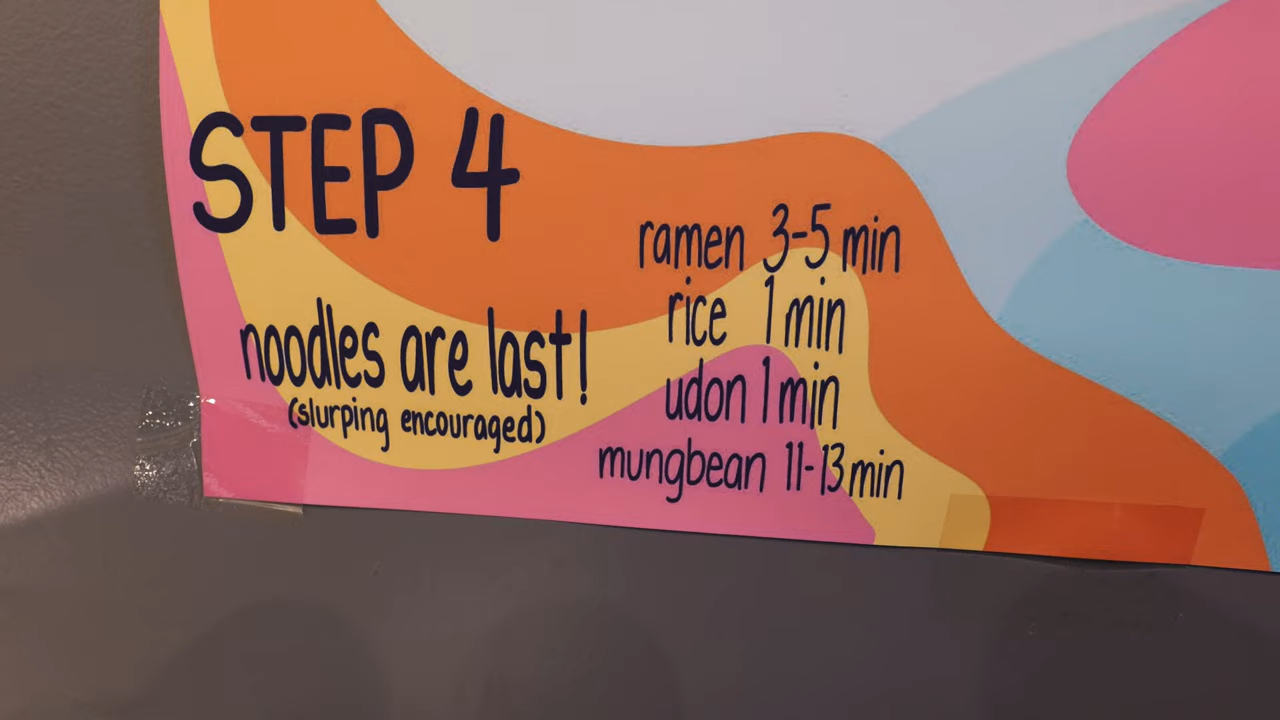 STEP 4
noodles are last!
(slurping encouraged)
ramen 3-5 min
rice 1 min
udon 1 min
mungbean 11-13 min